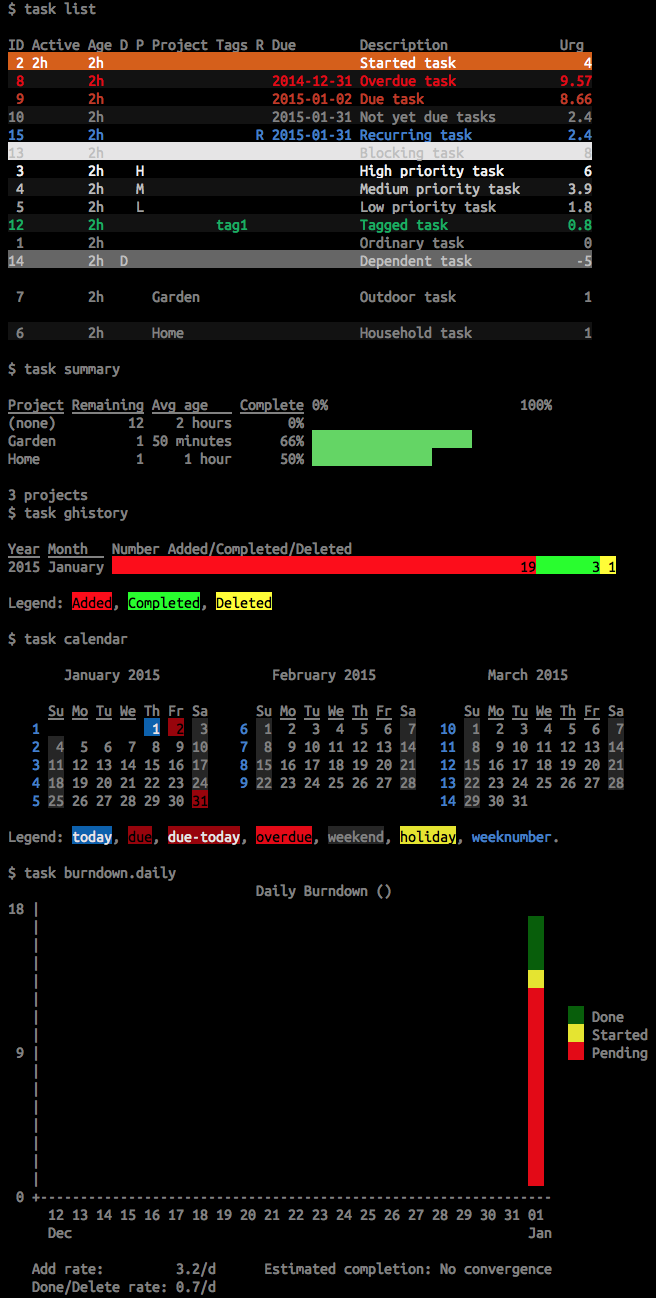 $ task list
ID Active Age D P Project Tags R Due Description Urg
2 2h 2h Started task 4
8 2h 2014-12-31 Overdue task 9.57
9 2h 2015-01-02 Due task 8.66
10 2h 2015-01-31 Not yet due tasks 2.4
15 2h R 2015-01-31 Recurring task 2.4
13 2h Blocking task 8
3 2h H High priority task 6
4 2h M Medium priority task 3.9
5 2h L Low priority task 1.8
12 2h tag1 Tagged task 0.8
1 2h Ordinary task 0
14 2h D Dependent task -5
7 2h Garden Outdoor task 1
6 2h Home Household task 1
$ task summary
Project Remaining Avg age Complete 0% 100%
(none) 12 2 hours 0%
Garden 1 50 minutes 66%
Home 1 1 hour 50%
3 projects
$ task ghistory
Year Month Number Added/Completed/Deleted
2015 January 19 3 1
Legend: Added, Completed, Deleted
$ task calendar
January 2015 February 2015 March 2015
Su Mo Tu We Th Fr Sa Su Mo Tu We Th Fr Sa Su Mo Tu We Th Fr Sa
1 1 2 3 6 1 2 3 4 5 6 7 10 1 2 3 4 5 6 7
2 4 5 6 7 8 9 10 7 8 9 10 11 12 13 14 11 8 9 10 11 12 13 14
3 11 12 13 14 15 16 17 8 15 16 17 18 19 20 21 12 15 16 17 18 19 20 21
4 18 19 20 21 22 23 24 9 22 23 24 25 26 27 28 13 22 23 24 25 26 27 28
5 25 26 27 28 29 30 31 14 29 30 31
Legend: today, due, due-today, overdue, weekend, holiday, weeknumber.
$ task burndown.daily
Daily Burndown ()
18
Done
Started
9 Pending
0
12 13 14 15 16 17 18 19 20 21 22 23 24 25 26 27 28 29 30 31 01
Dec Jan
Add rate: 3.2/d Estimated completion: No convergence
Done/Delete rate: 0.7/d